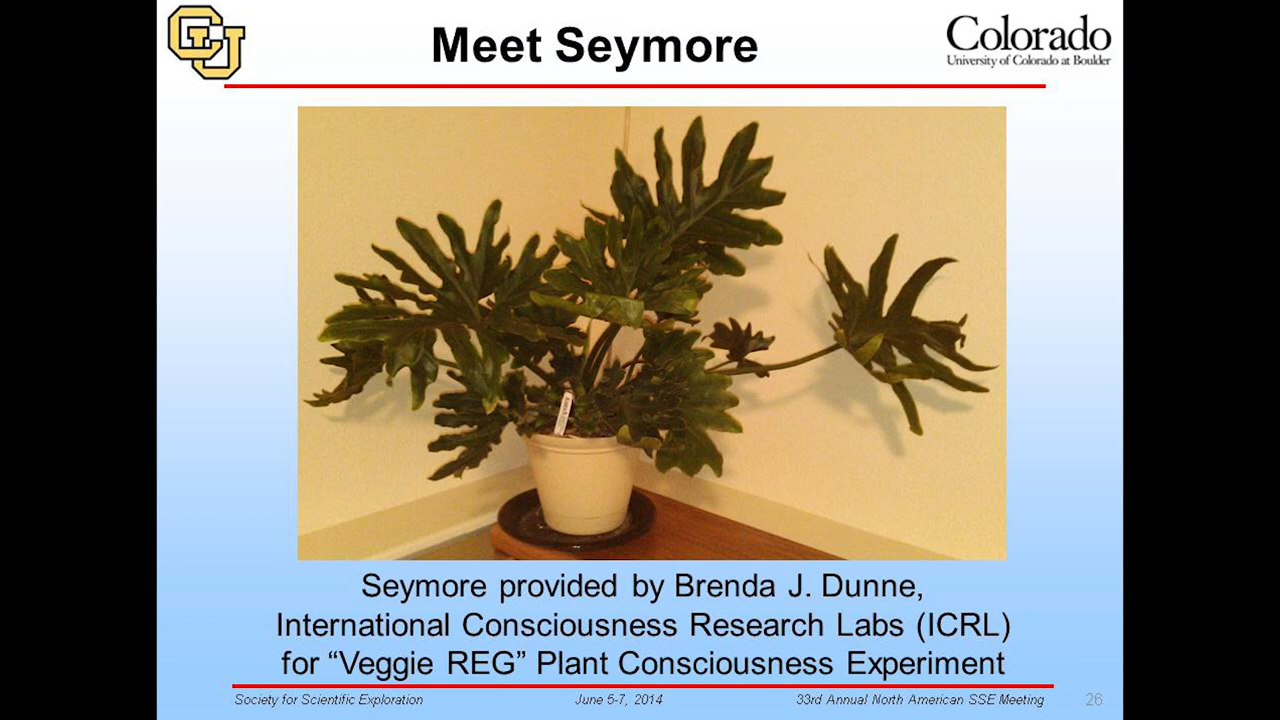 CU
Meet Seymore
Colorado
University of Colorado at Boulder
Seymore provided by Brenda J. Dunne,
International Consciousness Research Labs (ICRL)
for “Veggie REG” Plant Consciousness Experiment
Society for Scientific Exploration June 5-7, 2014 33rd Annual North American SSE Meeting 26